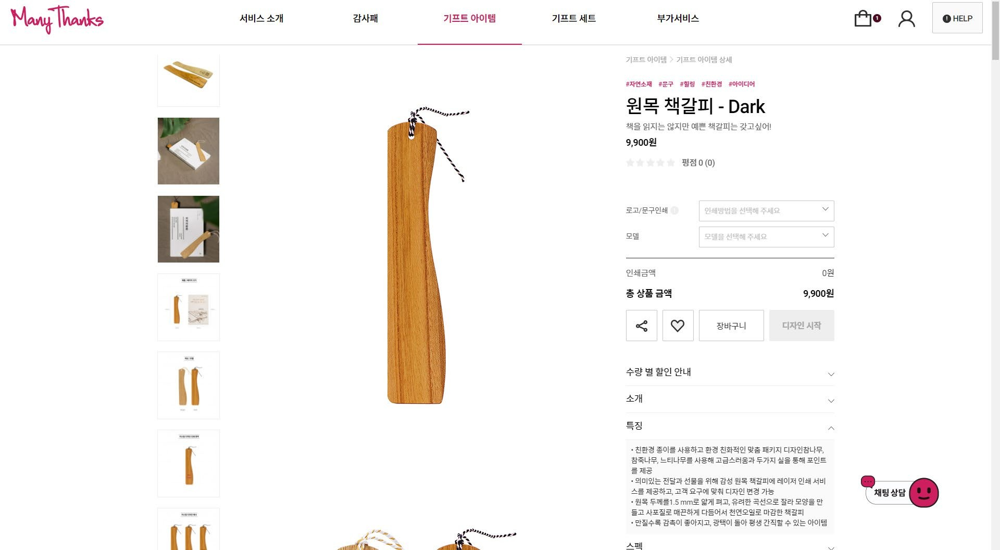 Many Thanks
서비스 소개
감사패
기프트 아이템
기프트 세트
부가서비스
1
HELP
기프트 아이템 > 기프트 아이템 상세
#자연소재 #문구 #힐링 #친환경 #아이디어
원목 책갈피 - Dark
책을 읽지는 않지만 예쁜 책갈피는 갖고싶어!
9,900원
평점 0 (0)
로고/문구인쇄
인쇄방법을 선택해 주세요
모델
모델을 선택해 주세요
인쇄금액 0원
총 상품 금액 9,900원
장바구니
디자인 시작
수량 별 할인 안내
소개
특징
• 친환경 종이를 사용하고 환경 친화적인 맞춤 패키지 디자인참나무,
참죽나무, 느티나무를 사용해 고급스러움과 두가지 실을 통해 포인트
를 제공
• 의미있는 전달과 선물을 위해 감성 원목 책갈피에 레이저 인쇄 서비
스를 제공하고, 고객 요구에 맞춰 디자인 변경 가능
• 원목 두께를1.5 mm로 얇게 펴고, 유려한 곡선으로 잘라 모양을 만
들고 사포질로 매끈하게 다듬어서 천연오일로 마감한 책갈피
• 만질수록 감촉이 좋아지고, 광택이 돌아 평생 간직할 수 있는 아이템
스펙
채팅 상담